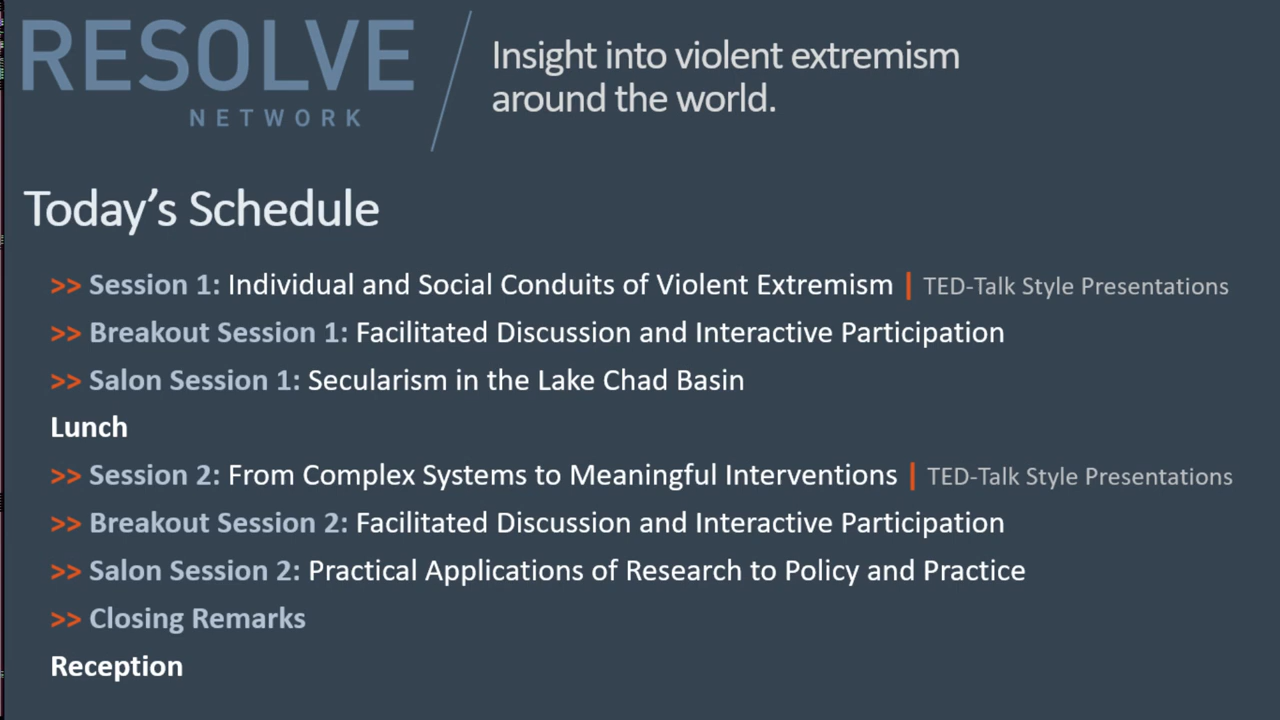 RESOLVE
NETWORK
Insight into violent extremism
around the world.
Today’s Schedule
>> Session 1: Individual and Social Conduits of Violent Extremism | TED-Talk Style Presentations
>> Breakout Session 1: Facilitated Discussion and Interactive Participation
>> Salon Session 1: Secularism in the Lake Chad Basin
Lunch
>> Session 2: From Complex Systems to Meaningful Interventions | TED-Talk Style Presentations
>> Breakout Session 2: Facilitated Discussion and Interactive Participation
>> Salon Session 2: Practical Applications of Research to Policy and Practice
>> Closing Remarks
Reception